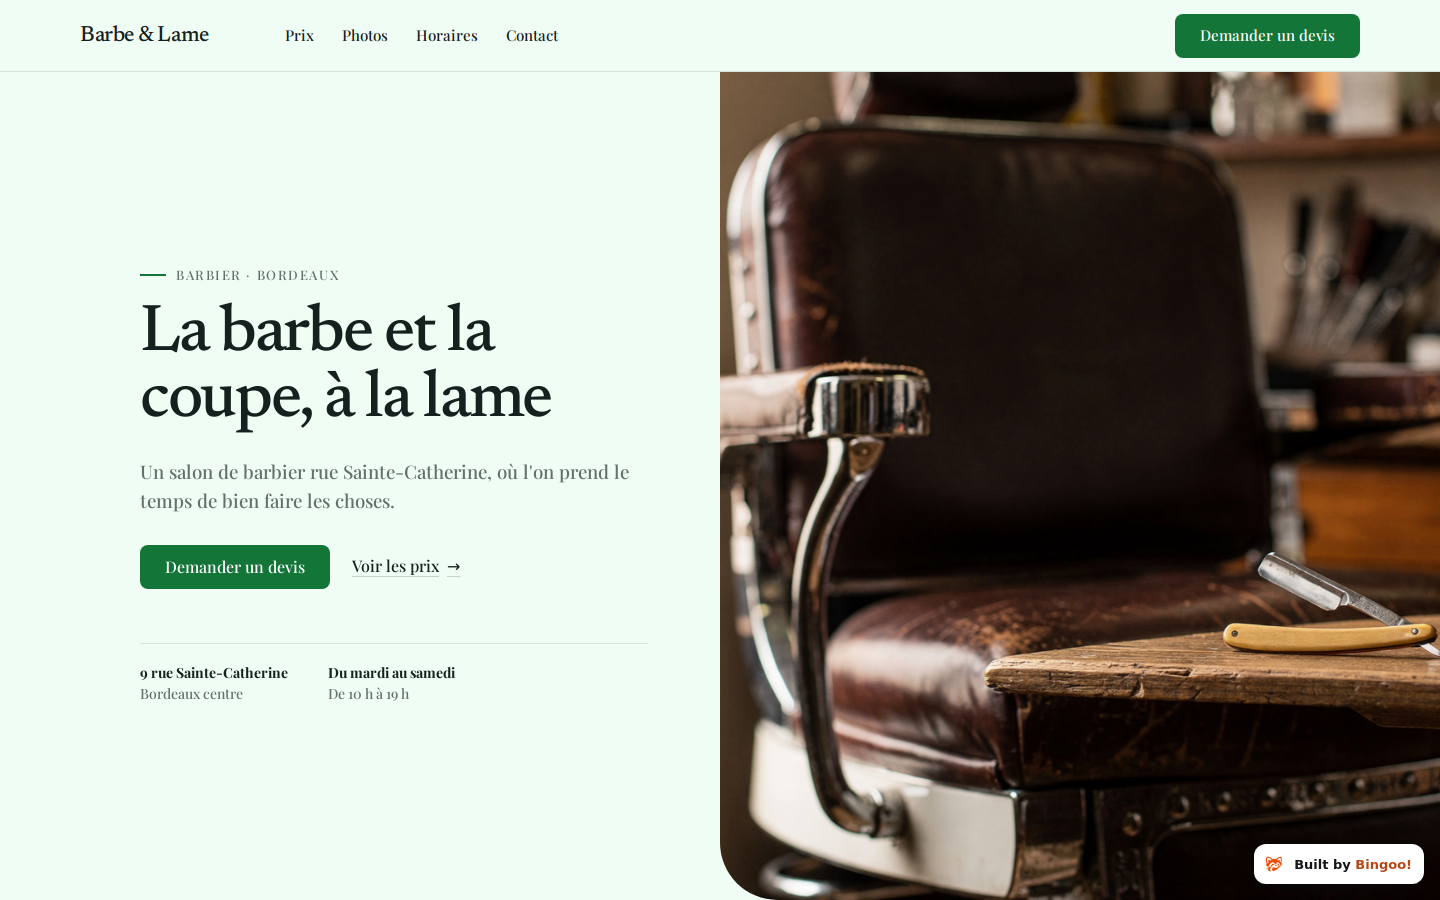 Barbe & Lame
Prix
Photos
Horaires
Contact
Demander un devis
BARBIER · BORDEAUX
La barbe et la
coupe, à la lame
Un salon de barbier rue Sainte-Catherine, où l'on prend le
temps de bien faire les choses.
Demander un devis
Voir les prix →
9 rue Sainte-Catherine
Bordeaux centre
Du mardi au samedi
De 10 h à 19 h
Built by Bingoo!